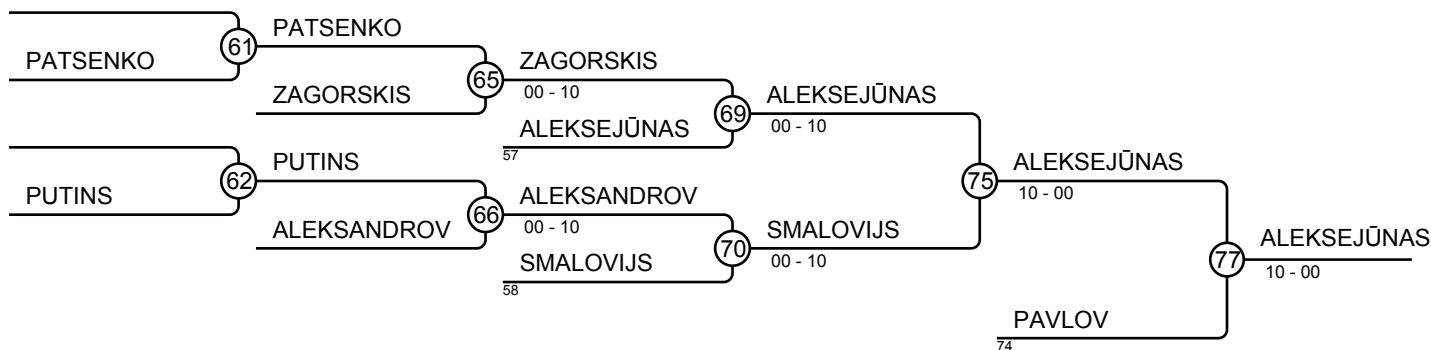 PATSENKO
61
PATSENKO
ZAGORSKIS
65
ZAGORSKIS
00 - 10
ALEKSEJŪNAS
57
69
ALEKSEJŪNAS
00 - 10
PUTINS
62
PUTINS
ALEKSANDROV
66
ALEKSANDROV
00 - 10
SMALOVIJS
58
70
SMALOVIJS
00 - 10
75
ALEKSEJŪNAS
10 - 00
PAVLOV
74
77
ALEKSEJŪNAS
10 - 00